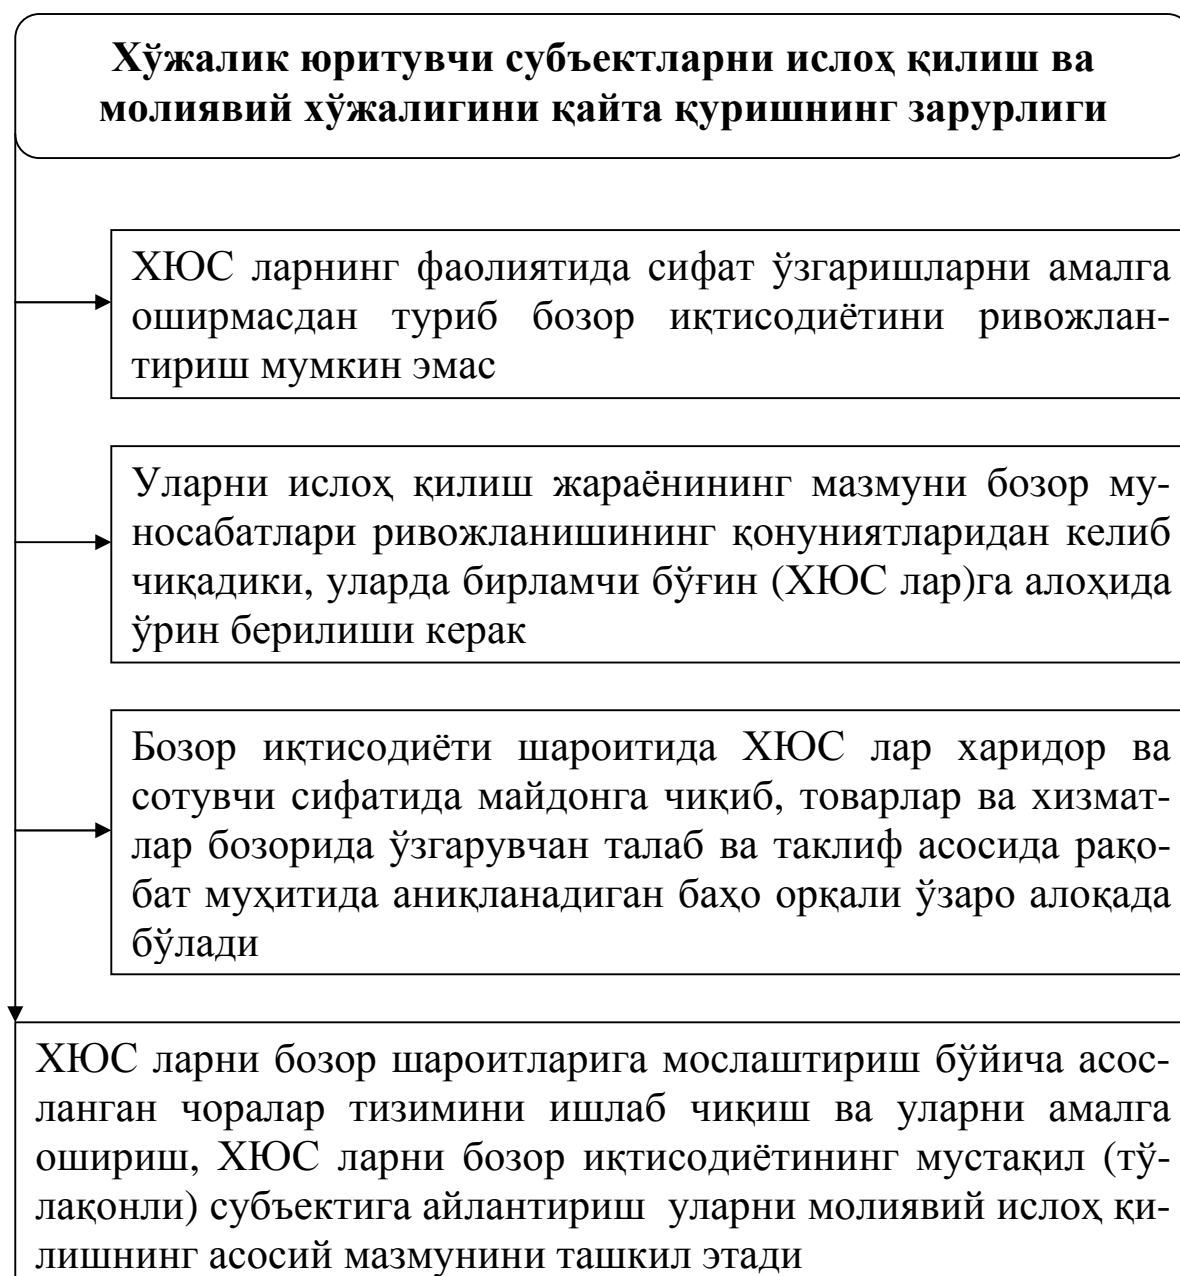 Хўжалик юритувчи субъектларни ислоҳ қилиш ва
молиявий хўжалигини қайта қуришнинг зарурлиги
ХЮС ларнинг фаолиятида сифат ўзгаришларни амалга
оширмасдан туриб бозор иқтисодиётини ривожлан-
тириш мумкин эмас
Уларни ислоҳ қилиш жараёнининг мазмуни бозор му-
носабатлари ривожланишининг қонуниятларидан келиб
чиқадики, уларда бирламчи бўғин (ХЮС лар)га алоҳида
ўрин берилиши керак
Бозор иқтисодиёти шароитида ХЮС лар харидор ва
сотувчи сифатида майдонга чиқиб, товарлар ва хизмат-
лар бозорида ўзгарувчан талаб ва таклиф асосида рақо-
бат муҳитида аниқланадиган баҳо орқали ўзаро алоқада
бўлади
ХЮС ларни бозор шароитларига мослаштириш бўйича асос-
ланган чоралар тизимини ишлаб чиқиш ва уларни амалга
ошириш, ХЮС ларни бозор иқтисодиётининг мустақил (тў-
лақонли) субъектига айлантириш уларни молиявий ислоҳ қи-
лишнинг асосий мазмунини ташкил этади